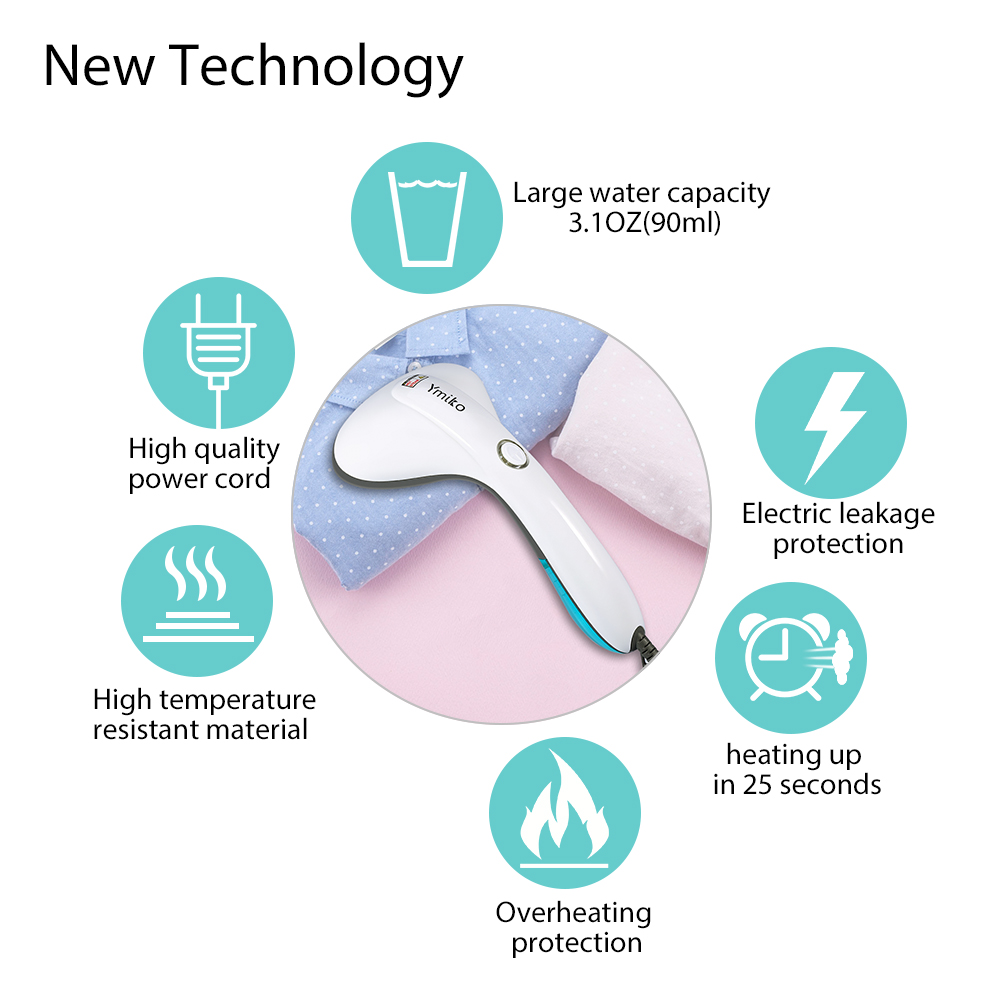 New Technology
Large water capacity
3.1OZ(90ml)
High quality
power cord
Ymiko
Electric leakage
protection
High temperature
resistant material
heating up
in 25 seconds
Overheating
protection